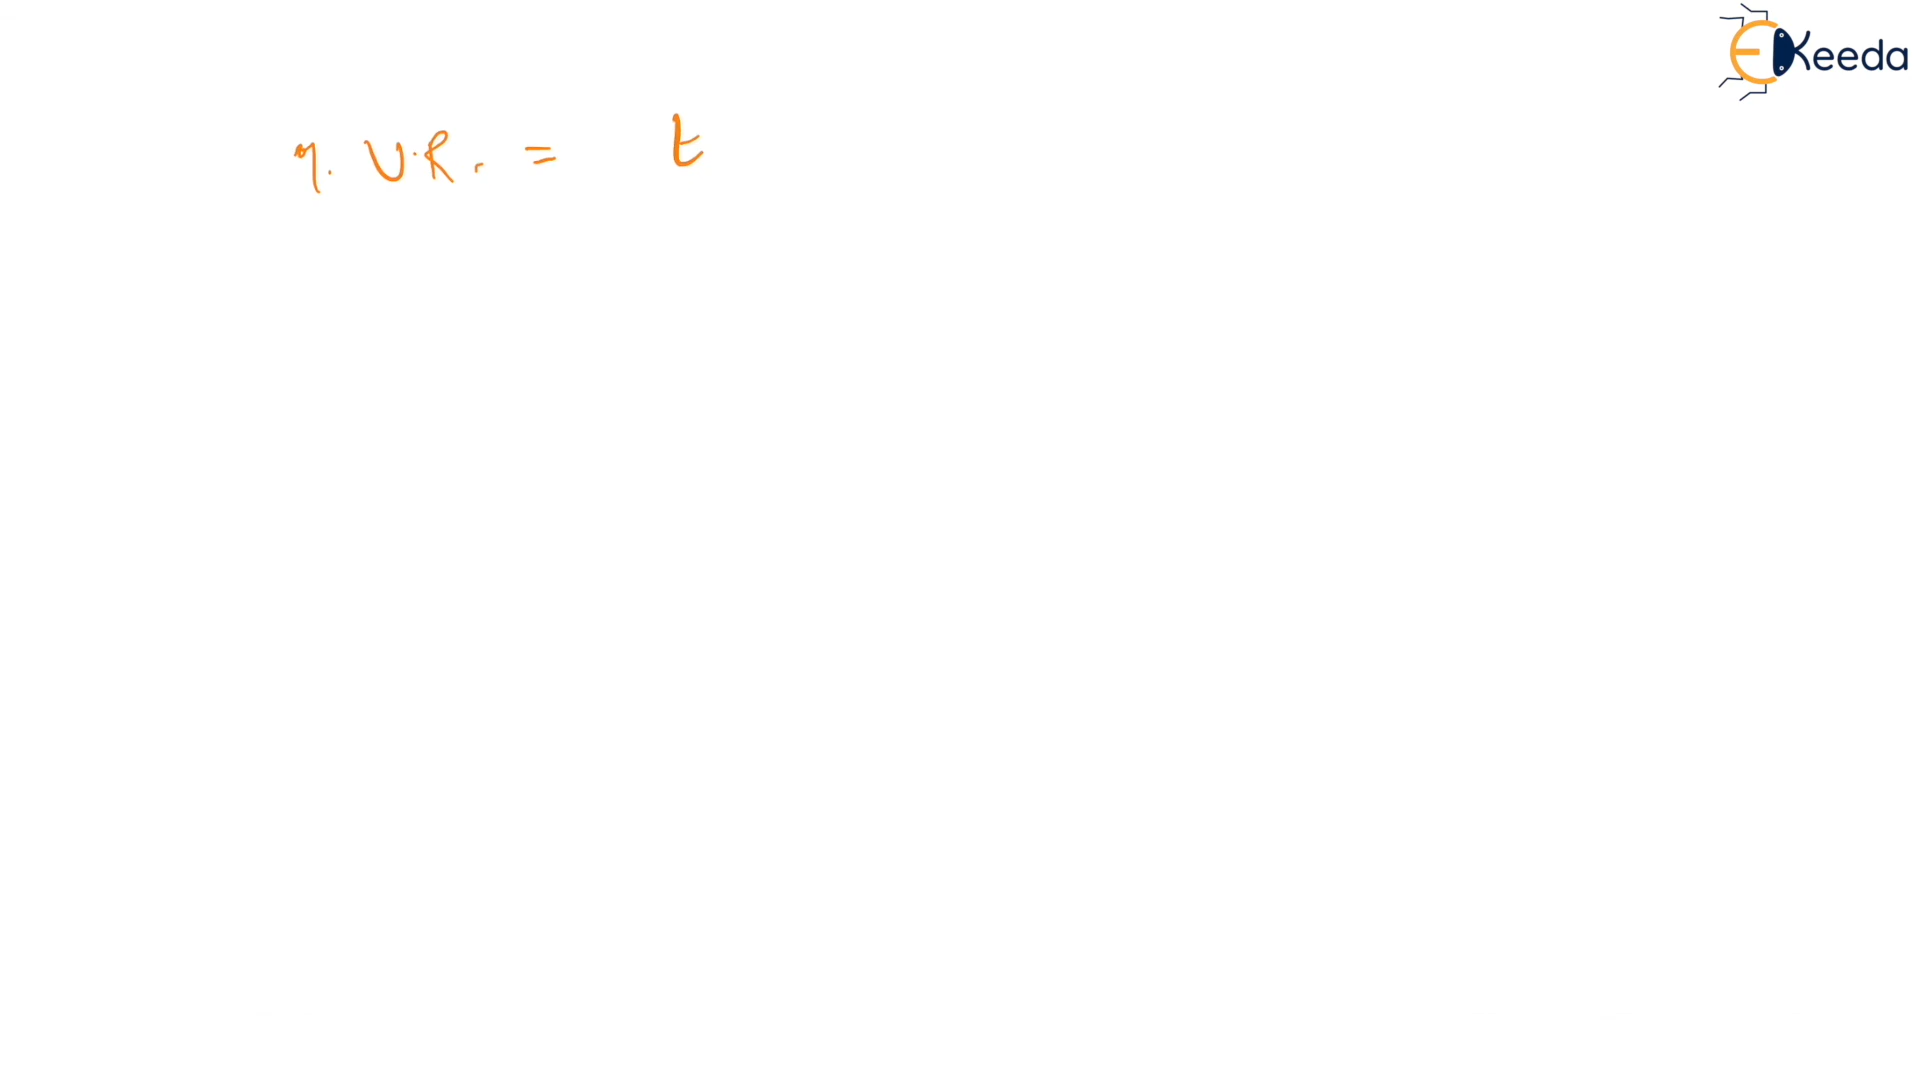 EKeeda
%. V.R. = E